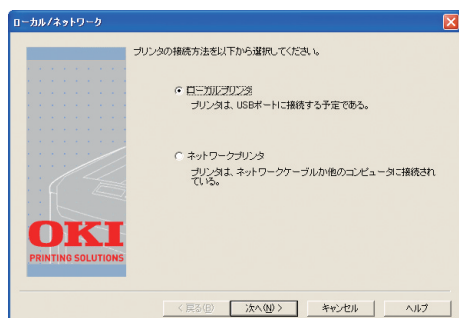 ローカル/ネットワーク
プリンタの接続方法を以下から選択してください。
ローカルプリンタ
プリンタは、USBポートに接続する予定である。
ネットワークプリンタ
プリンタは、ネットワークケーブルか他のコンピュータに接続され
ている。
OKI
PRINTING SOLUTIONS
< 戻る(B) 次へ(N) > キャンセル ヘルプ